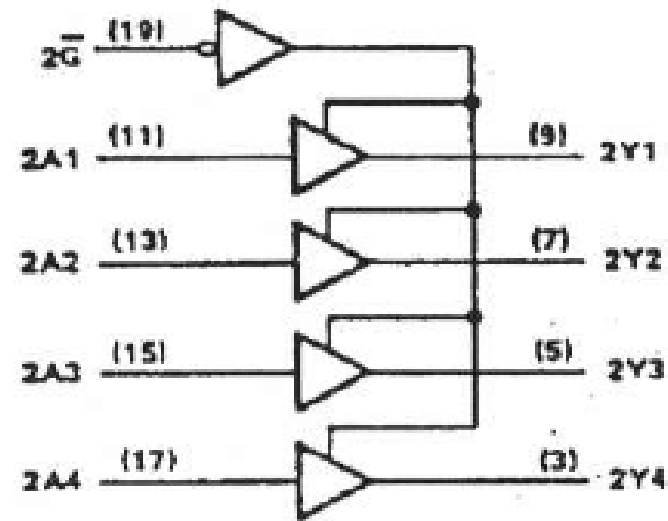 2G̅ (19)
2A1 (11) (9) 2Y1
2A2 (13) (7) 2Y2
2A3 (15) (5) 2Y3
2A4 (17) (3) 2Y4